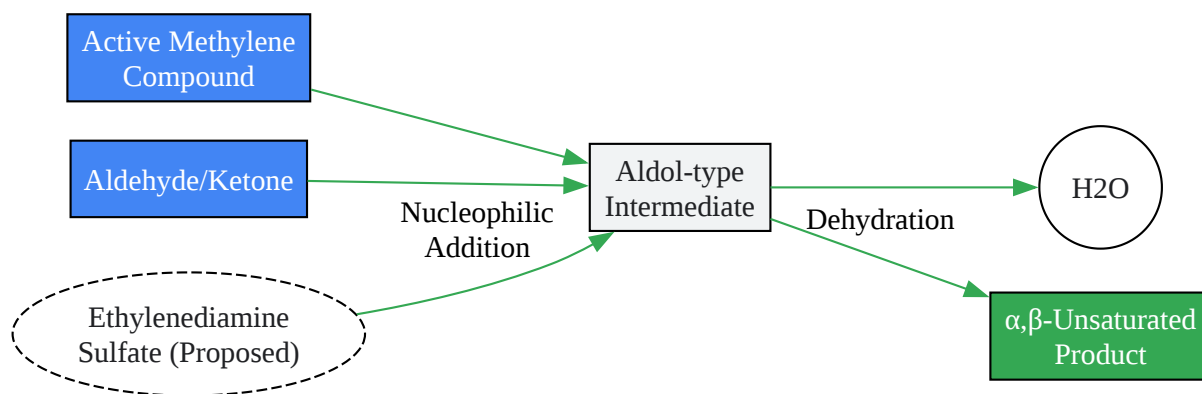 Active Methylene
Compound
Aldehyde/Ketone
Nucleophilic
Addition
Ethylenediamine
Sulfate (Proposed)
Aldol-type
Intermediate
Dehydration
H2O
α,β-Unsaturated
Product